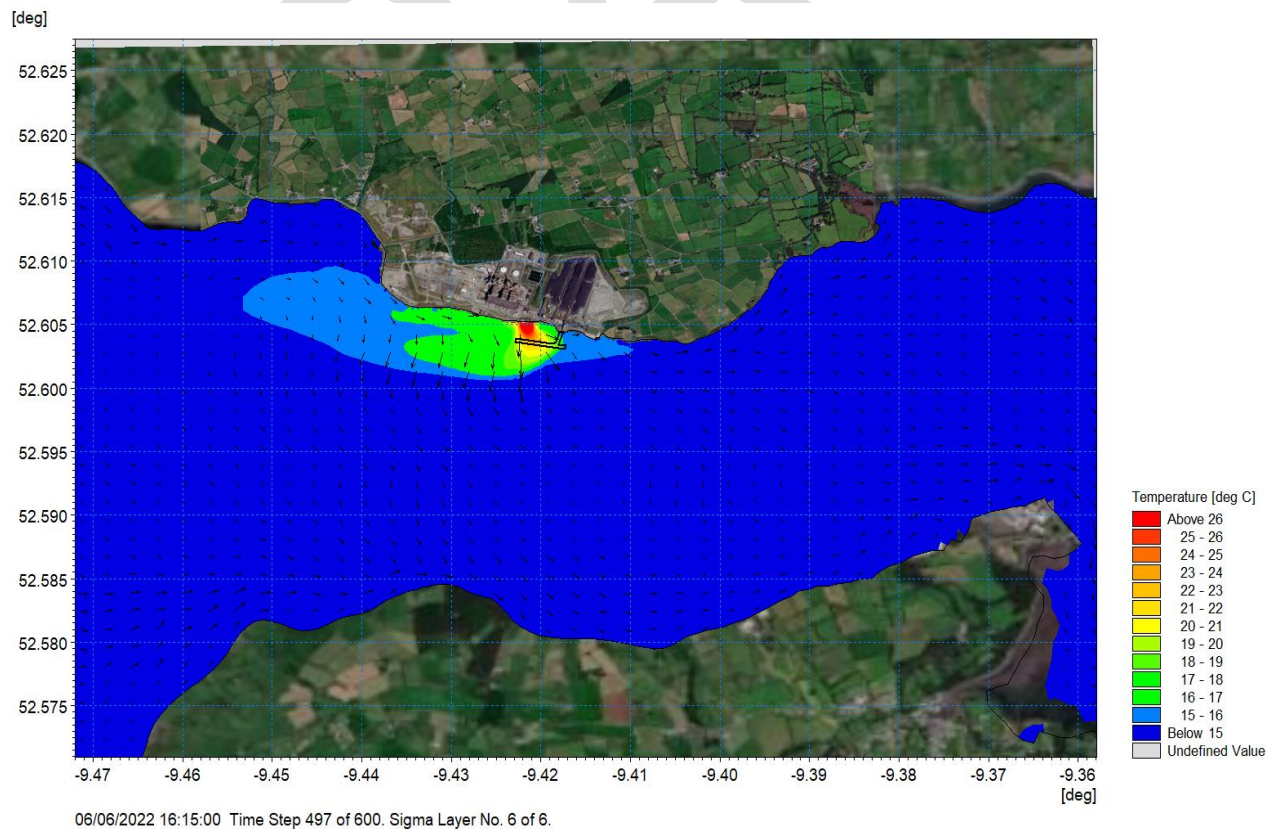 [deg]
52.625
52.620
52.615
52.610
52.605
52.600
52.595
52.590
52.585
52.580
52.575
-9.47 -9.46 -9.45 -9.44 -9.43 -9.42 -9.41 -9.40 -9.39 -9.38 -9.37 -9.36
[deg]
Temperature [deg C]
Above 26
25 - 26
24 - 25
23 - 24
22 - 23
21 - 22
20 - 21
19 - 20
18 - 19
17 - 18
16 - 17
15 - 16
Below 15
Undefined Value
06/06/2022 16:15:00 Time Step 497 of 600. Sigma Layer No. 6 of 6.